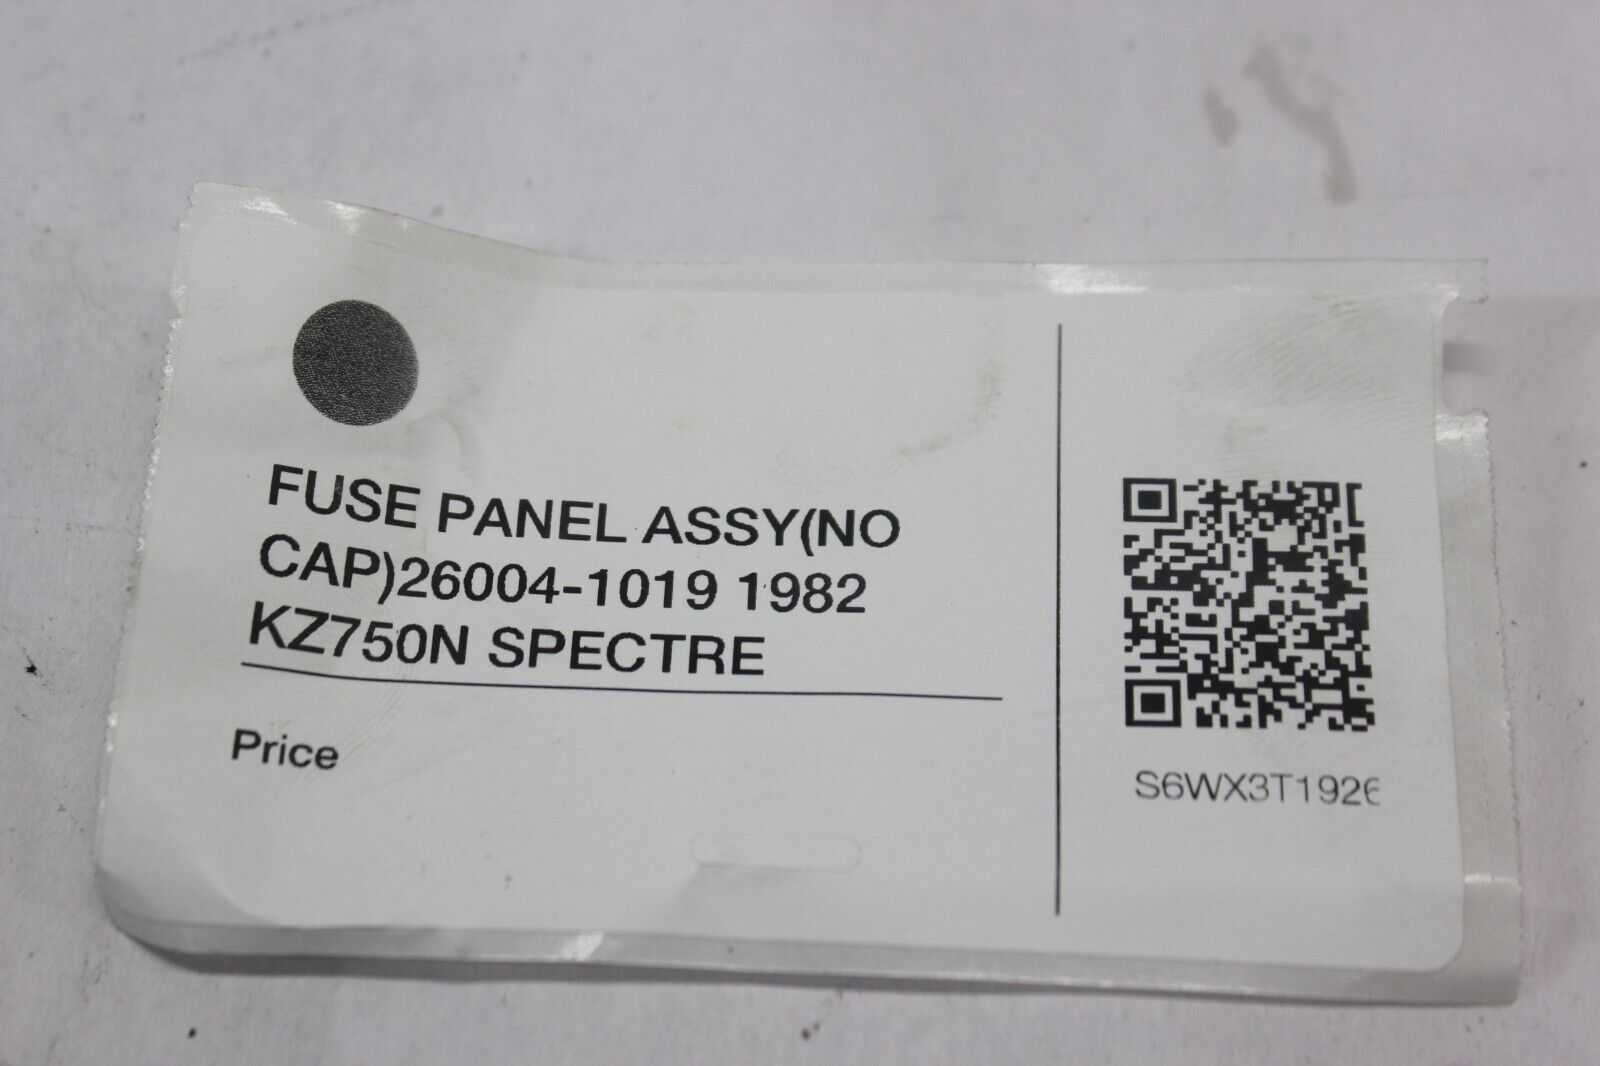 FUSE PANEL ASSY(NO
CAP)26004-1019 1982
KZ750N SPECTRE
Price
S6WX3T1926